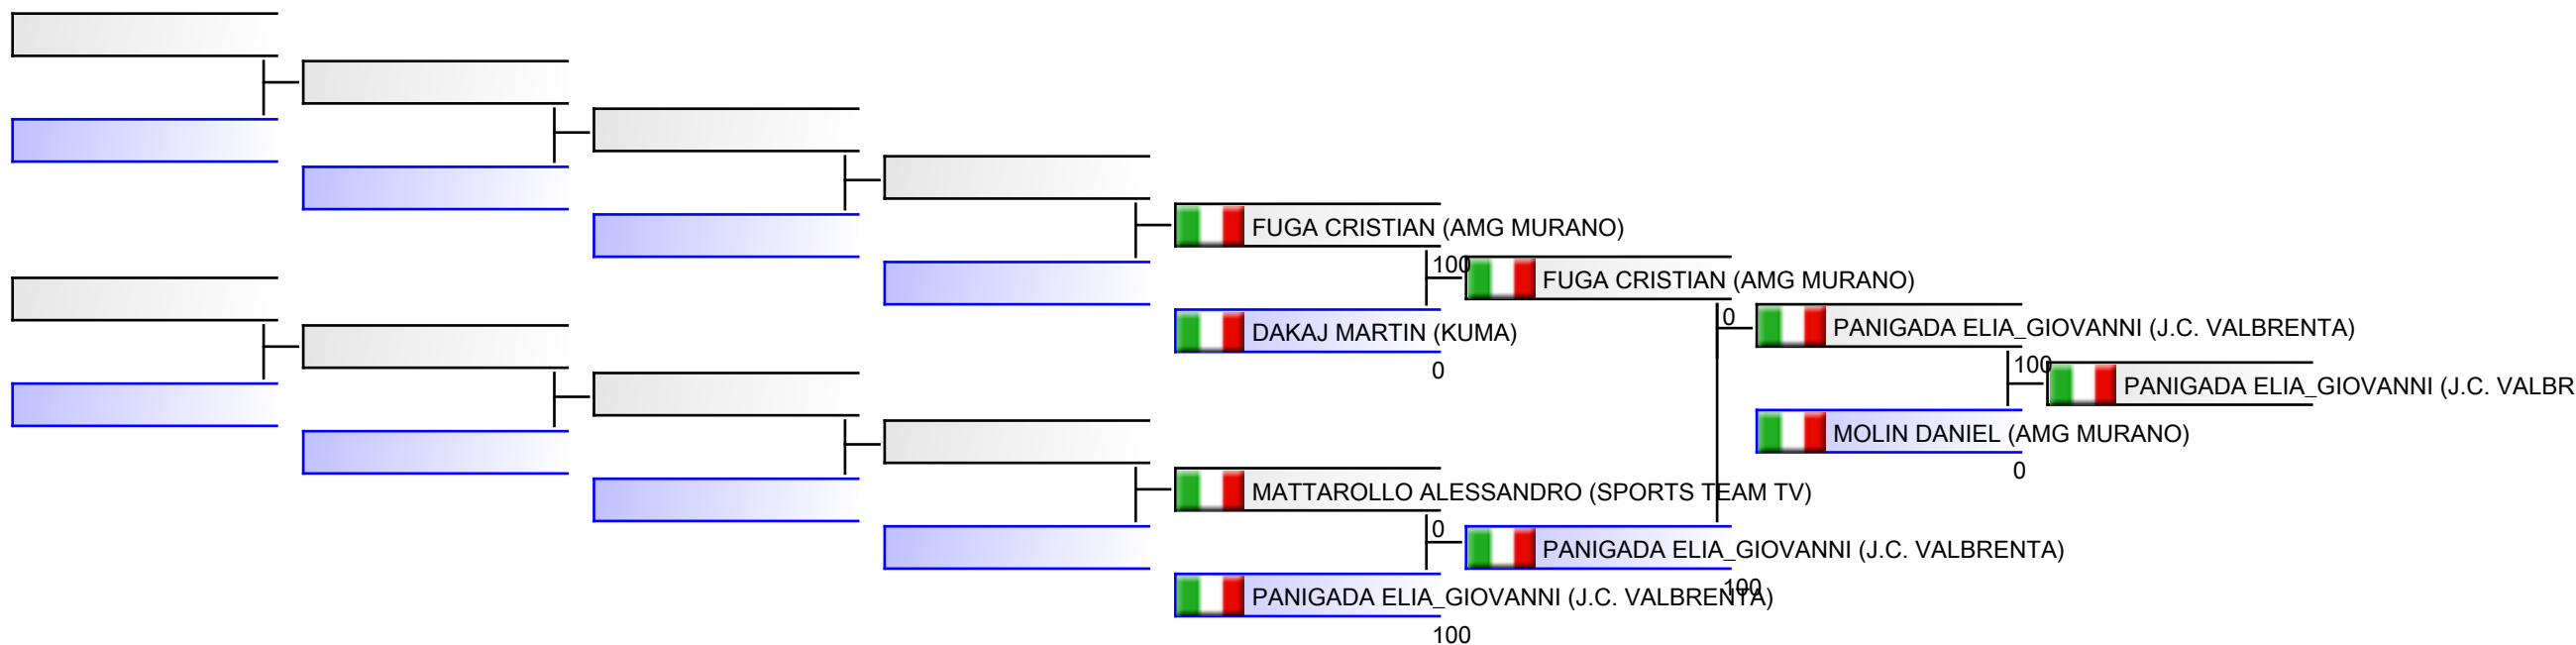 FUGA CRISTIAN (AMG MURANO)
100
FUGA CRISTIAN (AMG MURANO)
DAKAJ MARTIN (KUMA)
0
0
PANIGADA ELIA_GIOVANNI (J.C. VALBRENTA)
100
PANIGADA ELIA_GIOVANNI (J.C. VALBR
MOLIN DANIEL (AMG MURANO)
0
MATTAROLLO ALESSANDRO (SPORTS TEAM TV)
0
PANIGADA ELIA_GIOVANNI (J.C. VALBRENTA)
100
PANIGADA ELIA_GIOVANNI (J.C. VALBRENTA)
100